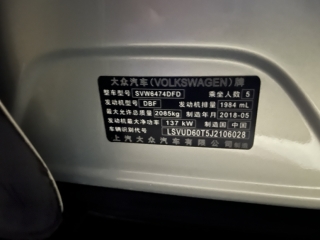 大众汽车(VOLKSWAGEN)牌
整车型号 SVW6474DFD 乘坐人数 5
发动机型号 DBF 发动机排量 1984 mL
最大允许总质量 2085kg 制造年月 2018-05
发动机最大净功率 137 kW 制造国 中国
车辆识别代号 LSVUD60T5J2106028
上汽大众汽车有限公司制造